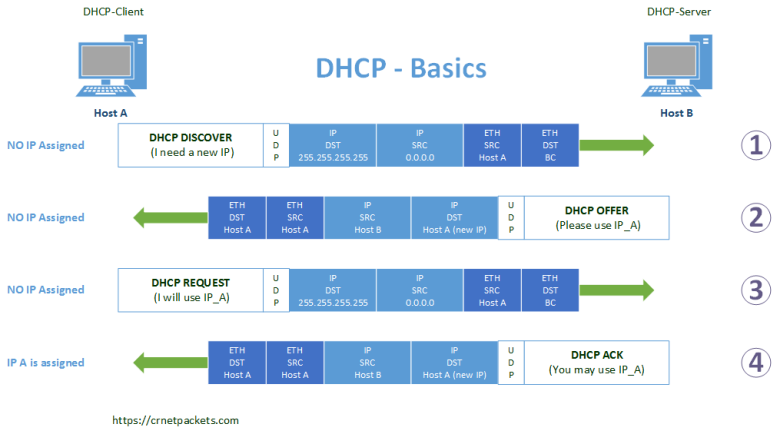 DHCP-Client
DHCP-Server
DHCP - Basics
Host A
Host B
NO IP Assigned
DHCP DISCOVER
(I need a new IP)
U
D
P
IP
DST
255.255.255.255
IP
SRC
0.0.0.0
ETH
SRC
Host A
ETH
DST
BC
1
NO IP Assigned
ETH
DST
Host A
ETH
SRC
Host A
IP
SRC
Host B
IP
DST
Host A (new IP)
U
D
P
DHCP OFFER
(Please use IP_A)
2
NO IP Assigned
DHCP REQUEST
(I will use IP_A)
U
D
P
IP
DST
255.255.255.255
IP
SRC
0.0.0.0
ETH
SRC
Host A
ETH
DST
BC
3
IP A is assigned
ETH
DST
Host A
ETH
SRC
Host A
IP
SRC
Host B
IP
DST
Host A (new IP)
U
D
P
DHCP ACK
(You may use IP_A)
4
https://crnetpackets.com